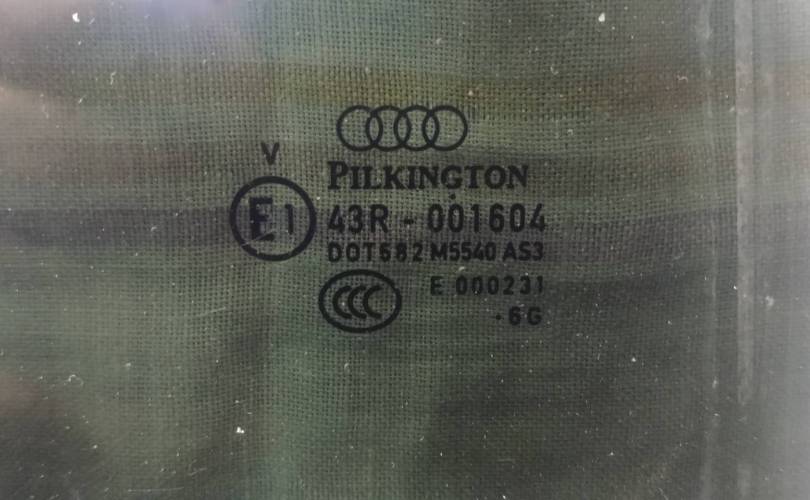 V
PILKINGTON
E1 43R - 001604
DOT682 M5540 AS3
CCC E 000231
·6G